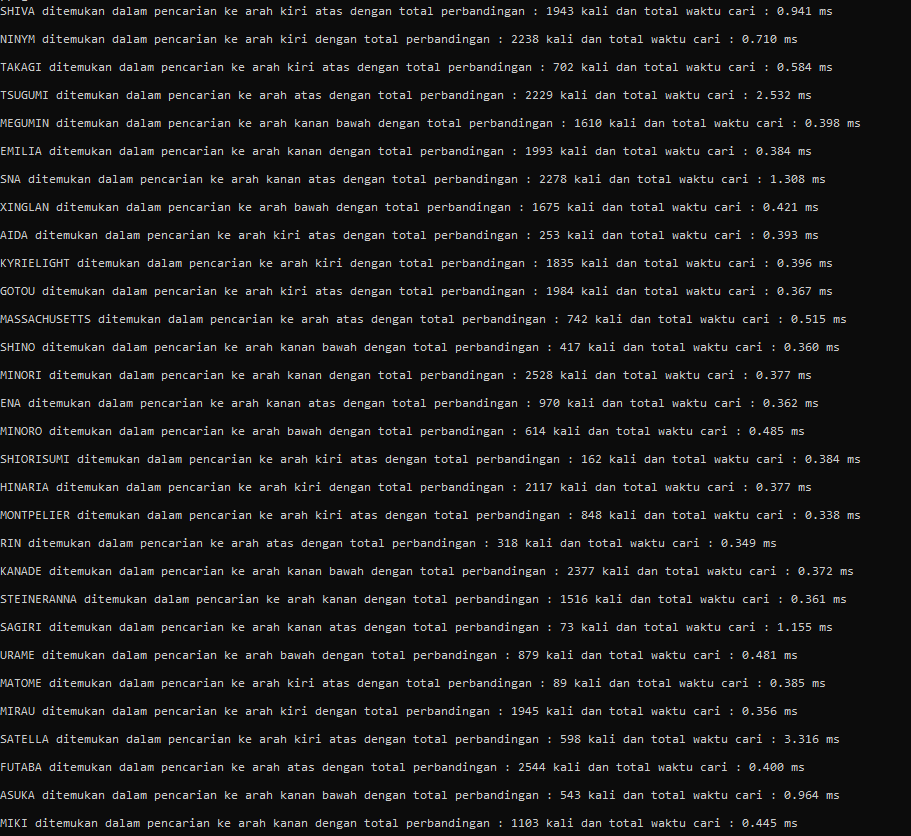 SHIVA ditemukan dalam pencarian ke arah kiri atas dengan total perbandingan : 1943 kali dan total waktu cari : 0.941 ms
NINYM ditemukan dalam pencarian ke arah kiri dengan total perbandingan : 2238 kali dan total waktu cari : 0.710 ms
TAKAGI ditemukan dalam pencarian ke arah kiri atas dengan total perbandingan : 702 kali dan total waktu cari : 0.584 ms
TSUGUMI ditemukan dalam pencarian ke arah atas dengan total perbandingan : 2229 kali dan total waktu cari : 2.532 ms
MEGUMIN ditemukan dalam pencarian ke arah kanan bawah dengan total perbandingan : 1610 kali dan total waktu cari : 0.398 ms
EMILIA ditemukan dalam pencarian ke arah kanan dengan total perbandingan : 1993 kali dan total waktu cari : 0.384 ms
SNA ditemukan dalam pencarian ke arah kanan atas dengan total perbandingan : 2278 kali dan total waktu cari : 1.308 ms
XINGLAN ditemukan dalam pencarian ke arah bawah dengan total perbandingan : 1675 kali dan total waktu cari : 0.421 ms
AIDA ditemukan dalam pencarian ke arah kiri atas dengan total perbandingan : 253 kali dan total waktu cari : 0.393 ms
KYRIELIGHT ditemukan dalam pencarian ke arah kiri dengan total perbandingan : 1835 kali dan total waktu cari : 0.396 ms
GOTOU ditemukan dalam pencarian ke arah kiri atas dengan total perbandingan : 1984 kali dan total waktu cari : 0.367 ms
MASSACHUSETTS ditemukan dalam pencarian ke arah atas dengan total perbandingan : 742 kali dan total waktu cari : 0.515 ms
SHINO ditemukan dalam pencarian ke arah kanan bawah dengan total perbandingan : 417 kali dan total waktu cari : 0.360 ms
MINORI ditemukan dalam pencarian ke arah kanan dengan total perbandingan : 2528 kali dan total waktu cari : 0.377 ms
ENA ditemukan dalam pencarian ke arah kanan atas dengan total perbandingan : 970 kali dan total waktu cari : 0.362 ms
MINORO ditemukan dalam pencarian ke arah bawah dengan total perbandingan : 614 kali dan total waktu cari : 0.485 ms
SHIORISUMI ditemukan dalam pencarian ke arah kiri atas dengan total perbandingan : 162 kali dan total waktu cari : 0.384 ms
HINARIA ditemukan dalam pencarian ke arah kiri dengan total perbandingan : 2117 kali dan total waktu cari : 0.377 ms
MONTPELIER ditemukan dalam pencarian ke arah kiri atas dengan total perbandingan : 848 kali dan total waktu cari : 0.338 ms
RIN ditemukan dalam pencarian ke arah atas dengan total perbandingan : 318 kali dan total waktu cari : 0.349 ms
KANADE ditemukan dalam pencarian ke arah kanan bawah dengan total perbandingan : 2377 kali dan total waktu cari : 0.372 ms
STEINERANNA ditemukan dalam pencarian ke arah kanan dengan total perbandingan : 1516 kali dan total waktu cari : 0.361 ms
SAGIRI ditemukan dalam pencarian ke arah kanan atas dengan total perbandingan : 73 kali dan total waktu cari : 1.155 ms
URAME ditemukan dalam pencarian ke arah bawah dengan total perbandingan : 879 kali dan total waktu cari : 0.481 ms
MATOME ditemukan dalam pencarian ke arah kiri atas dengan total perbandingan : 89 kali dan total waktu cari : 0.385 ms
MIRAU ditemukan dalam pencarian ke arah kiri dengan total perbandingan : 1945 kali dan total waktu cari : 0.356 ms
SATELLA ditemukan dalam pencarian ke arah kiri atas dengan total perbandingan : 598 kali dan total waktu cari : 3.316 ms
FUTABA ditemukan dalam pencarian ke arah atas dengan total perbandingan : 2544 kali dan total waktu cari : 0.400 ms
ASUKA ditemukan dalam pencarian ke arah kanan bawah dengan total perbandingan : 543 kali dan total waktu cari : 0.964 ms
MIKI ditemukan dalam pencarian ke arah kanan dengan total perbandingan : 1103 kali dan total waktu cari : 0.445 ms